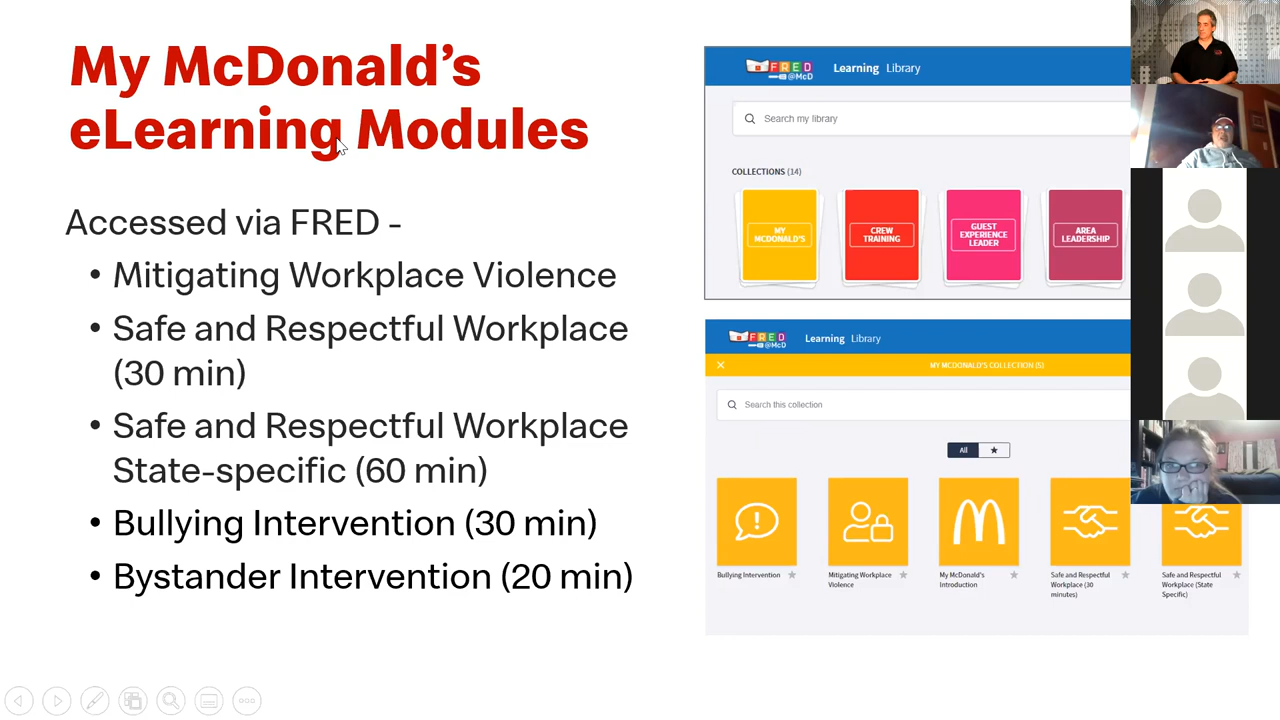 My McDonald's
eLearning Modules
Accessed via FRED -
• Mitigating Workplace Violence
• Safe and Respectful Workplace
(30 min)
• Safe and Respectful Workplace
State-specific (60 min)
• Bullying Intervention (30 min)
• Bystander Intervention (20 min)
FRED
@McD
Learning Library
Search my library
COLLECTIONS (14)
MY
MCDONALD'S
CREW
TRAINING
GUEST
EXPERIENCE
LEADER
AREA
LEADERSHIP
FRED
@McD
Learning Library
MY MCDONALD'S COLLECTION (5)
Search this collection
All
Bullying Intervention
Mitigating Workplace
Violence
My McDonald's
Introduction
Safe and Respectful
Workplace (30
minutes)
Safe and Respectful
Workplace (State
Specific)